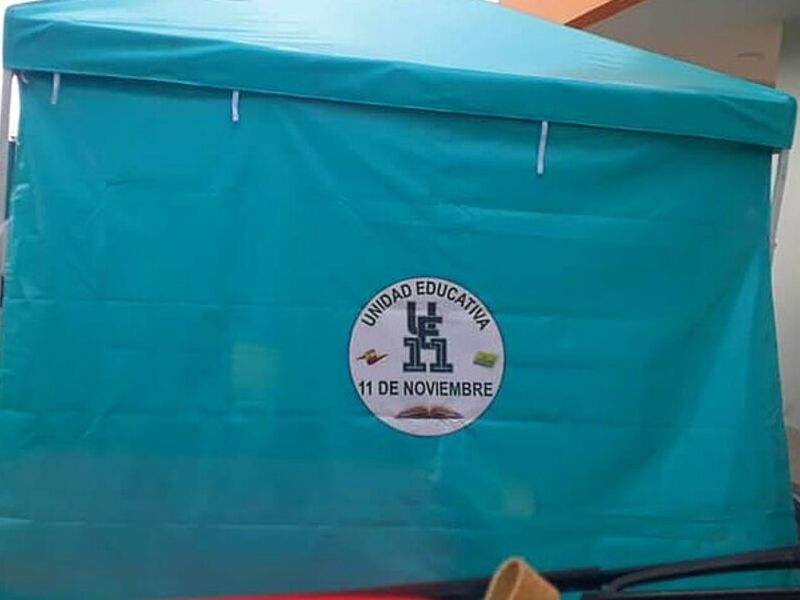 UNIDAD EDUCATIVA
UE
11
11 DE NOVIEMBRE